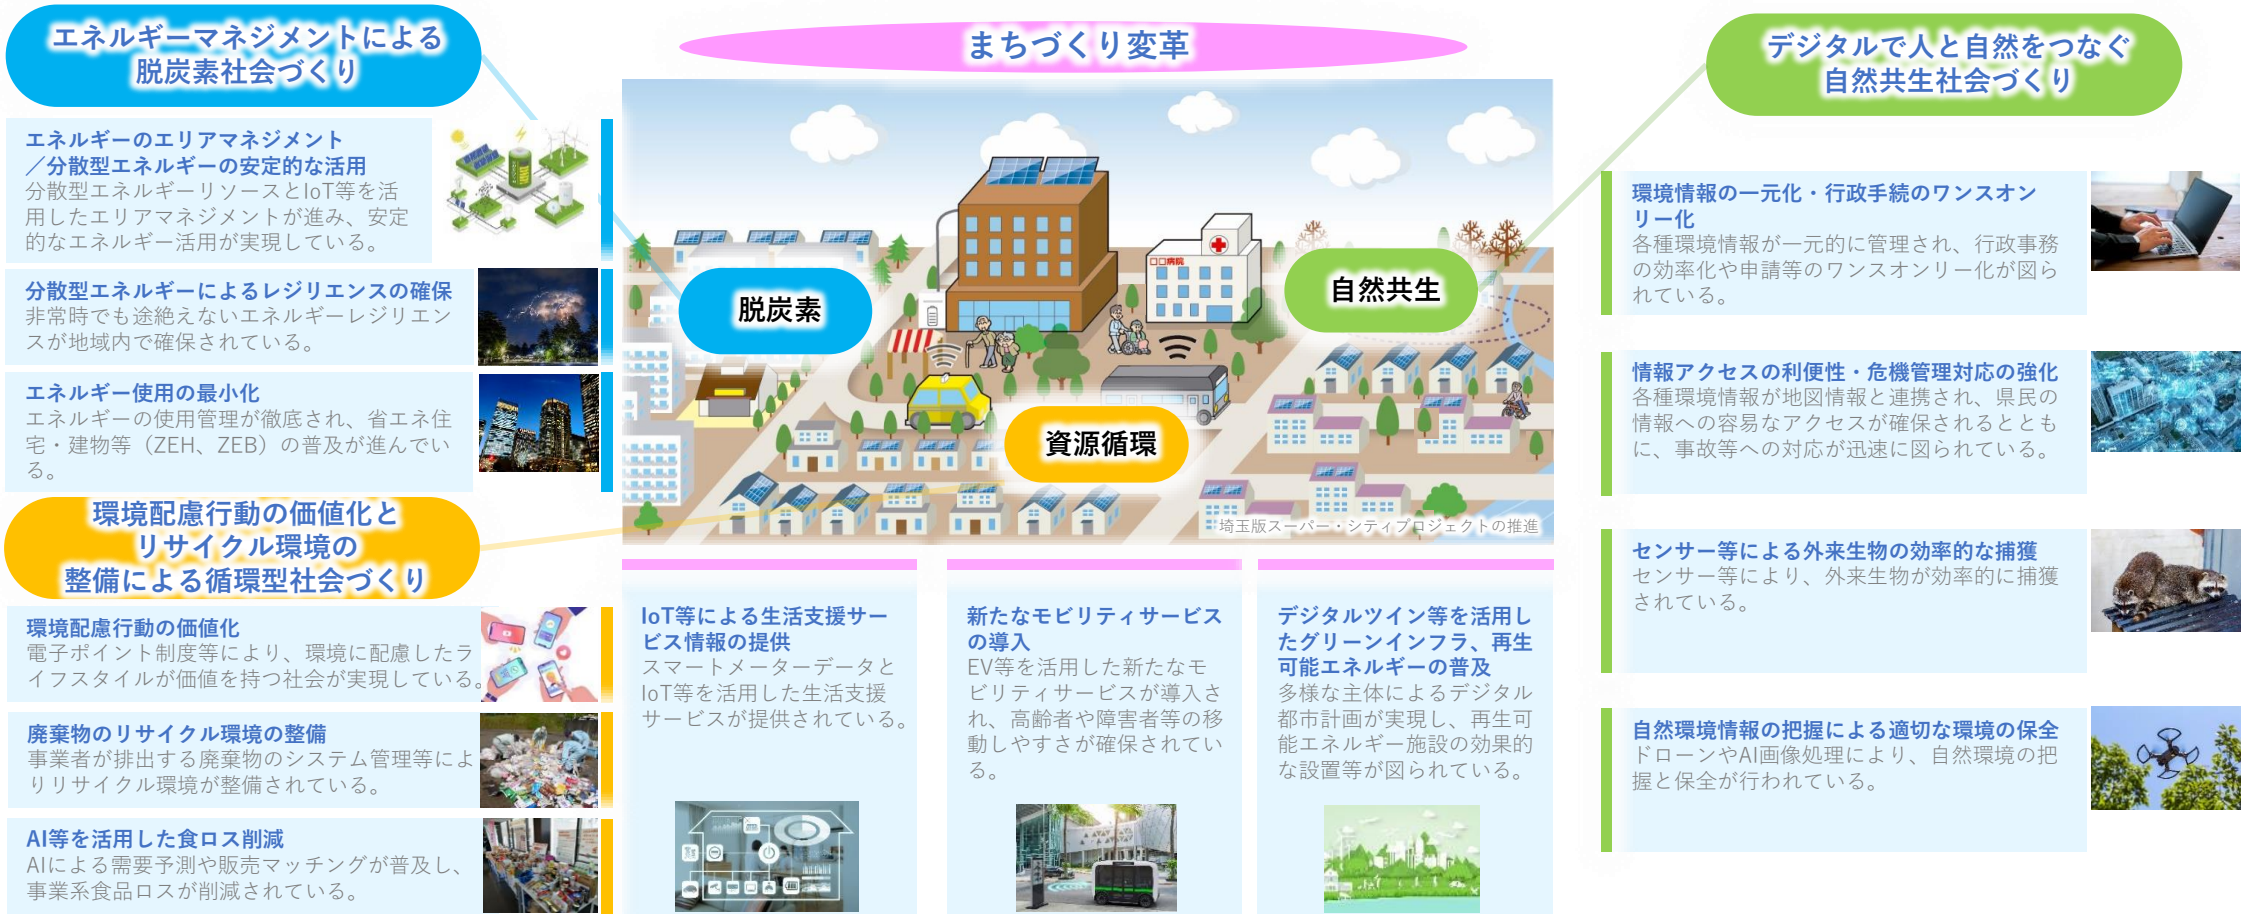 エネルギーマネジメントによる
脱炭素社会づくり
エネルギーのエリアマネジメント
／分散型エネルギーの安定的な活用
分散型エネルギーリソースとIoT等を活
用したエリアマネジメントが進み、安定
的なエネルギー活用が実現している。
分散型エネルギーによるレジリエンスの確保
非常時でも途絶えないエネルギーレジリエン
スが地域内で確保されている。
エネルギー使用の最小化
エネルギーの使用管理が徹底され、省エネ住
宅・建物等（ZEH、ZEB）の普及が進んでい
る。
環境配慮行動の価値化と
リサイクル環境の
整備による循環型社会づくり
環境配慮行動の価値化
電子ポイント制度等により、環境に配慮したラ
イフスタイルが価値を持つ社会が実現している。
廃棄物のリサイクル環境の整備
事業者が排出する廃棄物のシステム管理等によ
りリサイクル環境が整備されている。
AI等を活用した食ロス削減
AIによる需要予測や販売マッチングが普及し、
事業系食品ロスが削減されている。
まちづくり変革
脱炭素
口口病院
自然共生
資源循環
埼玉版スーパー・シティプロジェクトの推進
IoT等による生活支援サー
ビス情報の提供
スマートメーターデータと
IoT等を活用した生活支援
サービスが提供されている。
新たなモビリティサービス
の導入
EV等を活用した新たなモ
ビリティサービスが導入さ
れ、高齢者や障害者等の移
動しやすさが確保されてい
る。
デジタルツイン等を活用し
たグリーンインフラ、再生
可能エネルギーの普及
多様な主体によるデジタル
都市計画が実現し、再生可
能エネルギー施設の効果的
な設置等が図られている。
デジタルで人と自然をつなぐ
自然共生社会づくり
環境情報の一元化・行政手続のワンスオン
リー化
各種環境情報が一元的に管理され、行政事務
の効率化や申請等のワンスオンリー化が図ら
れている。
情報アクセスの利便性・危機管理対応の強化
各種環境情報が地図情報と連携され、県民の
情報への容易なアクセスが確保されるととも
に、事故等への対応が迅速に図られている。
センサー等による外来生物の効率的な捕獲
センサー等により、外来生物が効率的に捕獲
されている。
自然環境情報の把握による適切な環境の保全
ドローンやAI画像処理により、自然環境の把
握と保全が行われている。